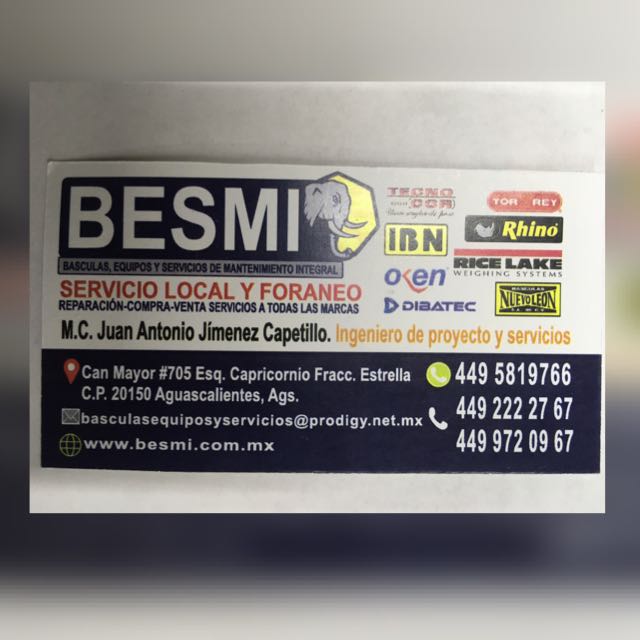 BESMI
BASCULAS, EQUIPOS Y SERVICIOS DE MANTENIMIENTO INTEGRAL
SERVICIO LOCAL Y FORANEO
REPARACIÓN-COMPRA-VENTA SERVICIOS A TODAS LAS MARCAS
M.C. Juan Antonio Jímenez Capetillo. Ingeniero de proyecto y servicios
TECNO
COR
TOR REY
IBN
Rhino
oken
RICE LAKE
WEIGHING SYSTEMS
DIBATEC
BASCULAS
NUEVO LEON
Can Mayor #705 Esq. Capricornio Fracc. Estrella
C.P. 20150 Aguascalientes, Ags.
basculasequiposyservicios@prodigy.net.mx
www.besmi.com.mx
449 5819766
449 222 27 67
449 972 09 67